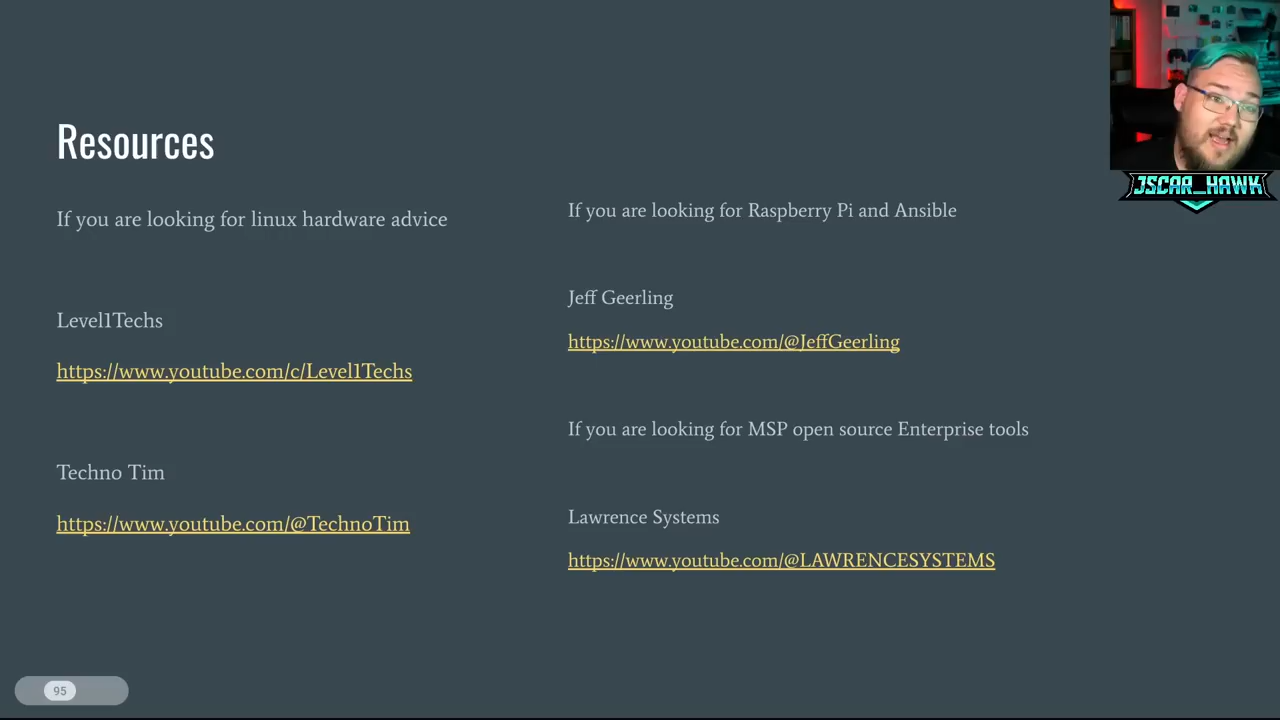 Resources
If you are looking for linux hardware advice
Level1Techs
https://www.youtube.com/c/Level1Techs
Techno Tim
https://www.youtube.com/@TechnoTim
If you are looking for Raspberry Pi and Ansible
Jeff Geerling
https://www.youtube.com/@JeffGeerling
If you are looking for MSP open source Enterprise tools
Lawrence Systems
https://www.youtube.com/@LAWRENCESYSTEMS
JSCAR_HAWK
95